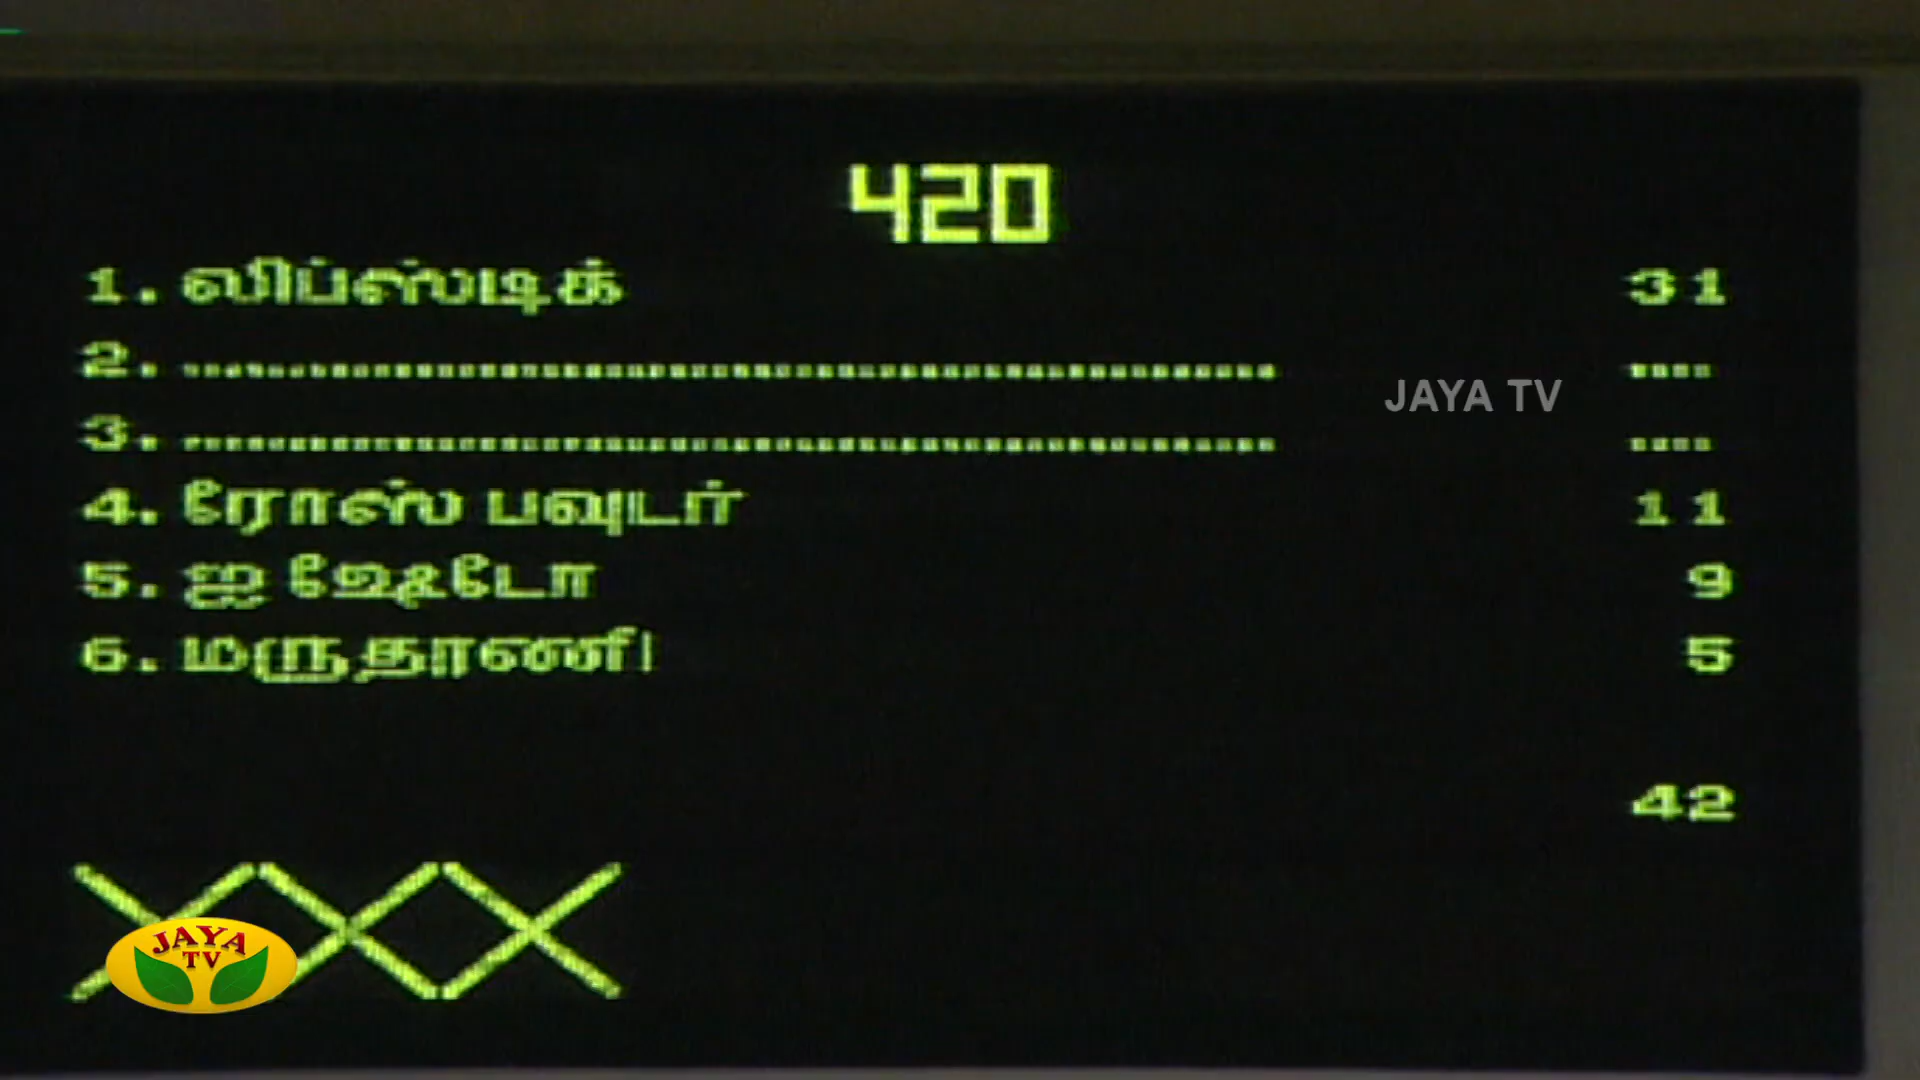 420
1. லிப்ஸ்டிக் 31
2. .................................................... ....
3. .................................................... ....
JAYA TV
4. ரோஸ் பவுடர் 11
5. ஐ ஷேடோ 9
6. மருதாணி! 5
42
XXX
JAYA
TV